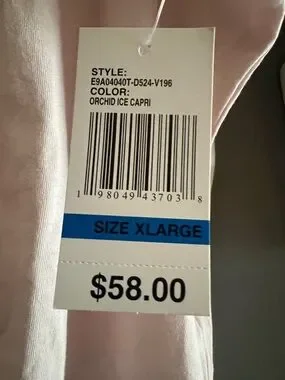 STYLE:
E9A04040T-D524-V196
COLOR:
ORCHID ICE CAPRI
1 98049 43703 8
SIZE XLARGE
$58.00